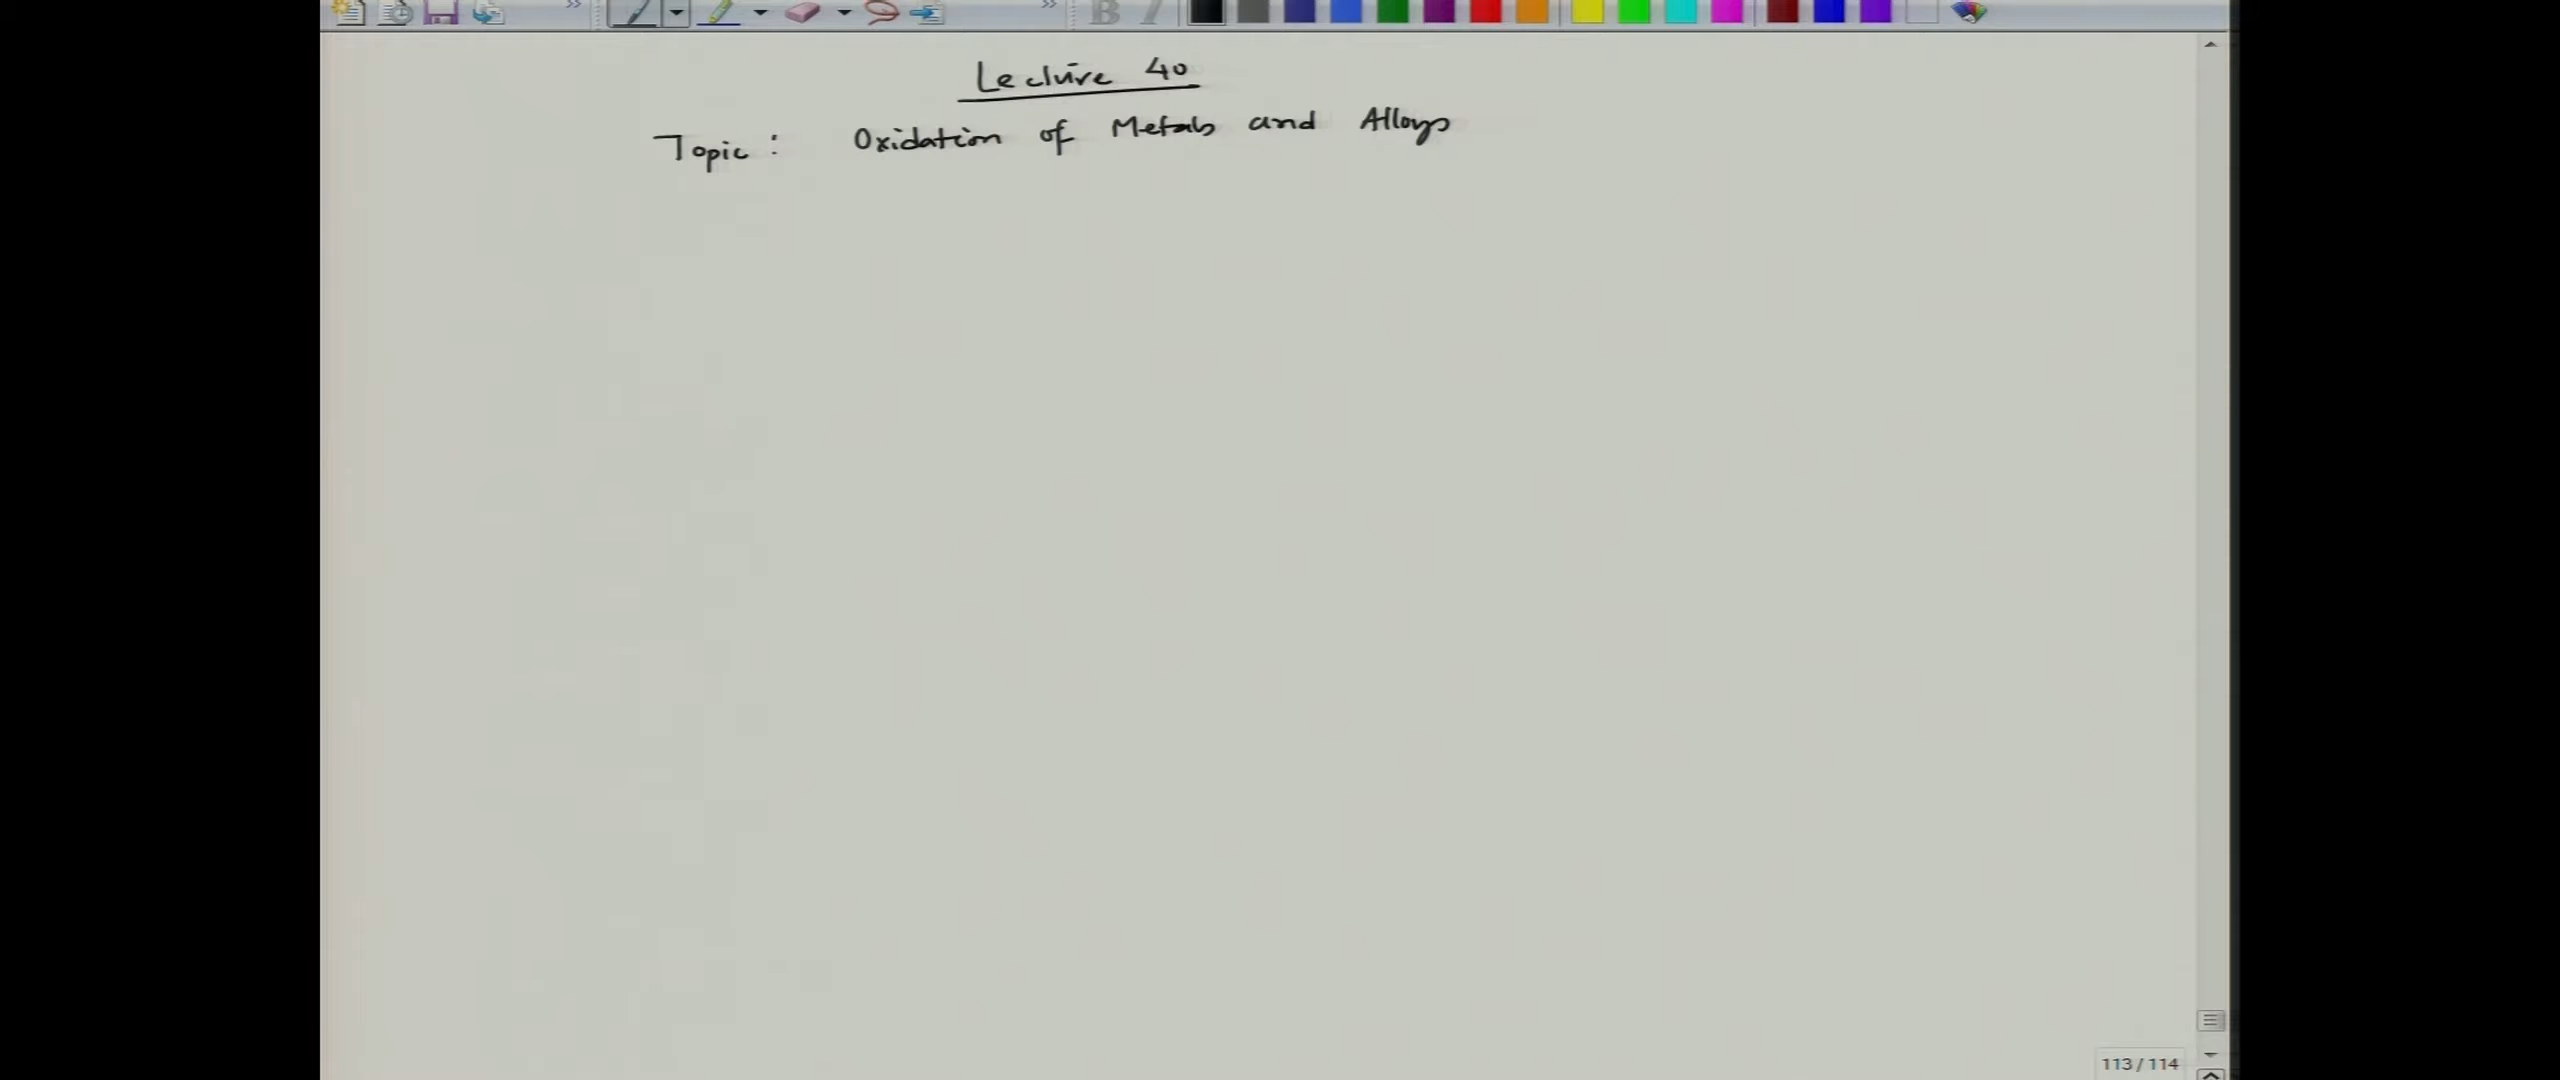 Lecture 40
Topic : Oxidation of Metals and Alloys
113 / 114